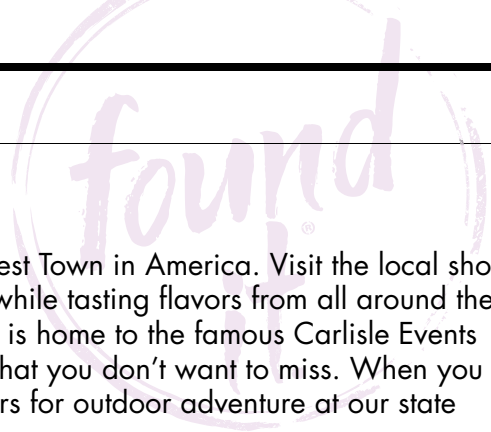 found
it
®
est Town in America. Visit the local sho
while tasting flavors from all around the
is home to the famous Carlisle Events
hat you don’t want to miss. When you
rs for outdoor adventure at our state